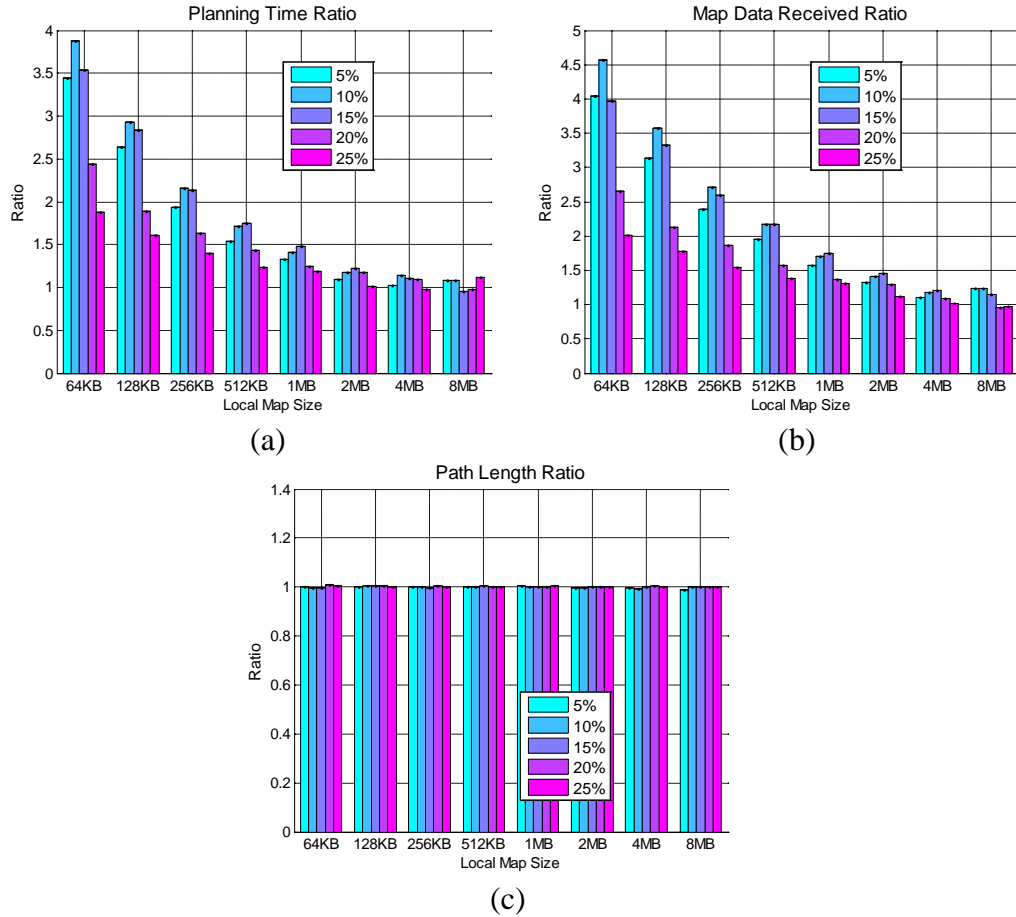 Planning Time Ratio
4
3.5
3
2.5
2
1.5
1
0.5
0
Ratio
5%
10%
15%
20%
25%
64KB 128KB 256KB 512KB 1MB 2MB 4MB 8MB
Local Map Size
(a)
Map Data Received Ratio
5
4.5
4
3.5
3
2.5
2
1.5
1
0.5
0
Ratio
5%
10%
15%
20%
25%
64KB 128KB 256KB 512KB 1MB 2MB 4MB 8MB
Local Map Size
(b)
Path Length Ratio
1.4
1.2
1
0.8
0.6
0.4
0.2
0
Ratio
5%
10%
15%
20%
25%
64KB 128KB 256KB 512KB 1MB 2MB 4MB 8MB
Local Map Size
(c)